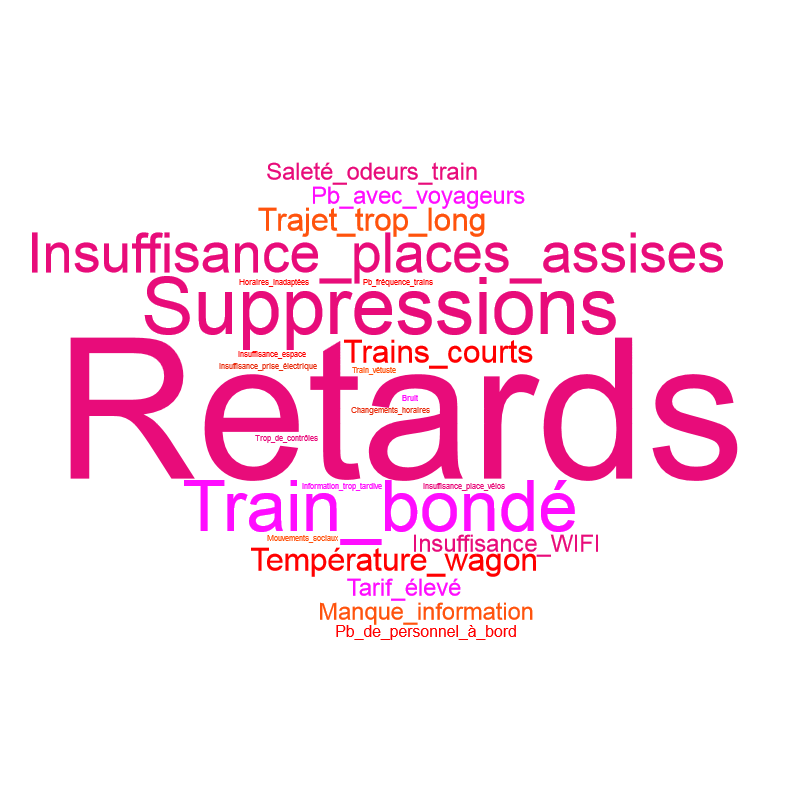 Saleté_odeurs_train
Pb_avec_voyageurs
Trajet_trop_long
Insuffisance_places_assises
Horaires_inadaptées
Pb_fréquence_trains
Suppressions
Insuffisance_espace
Trains_courts
Insuffisance_prise_électrique
Train_vétuste
Bruit
Changements_horaires
Retards
Trop_de_contrôles
Information_trop_tardive
Insuffisance_place_vélos
Train_bondé
Mouvements_sociaux
Insuffisance_WIFI
Température_wagon
Tarif_élevé
Manque_information
Pb_de_personnel_à_bord